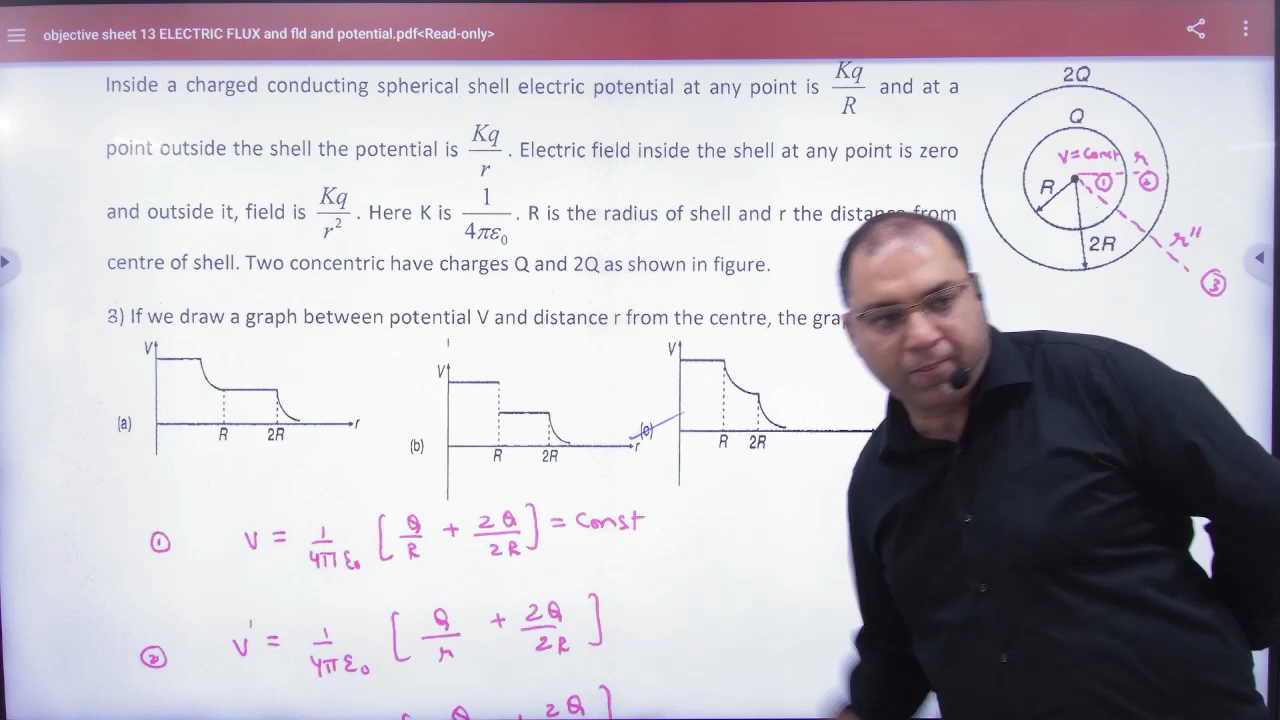 objective sheet 13 ELECTRIC FLUX and fld and potential.pdf<Read-only>
Inside a charged conducting spherical shell electric potential at any point is Kq/R and at a
point outside the shell the potential is Kq/r. Electric field inside the shell at any point is zero
and outside it, field is Kq/r². Here K is 1/4πε₀. R is the radius of shell and r the distance from
centre of shell. Two concentric have charges Q and 2Q as shown in figure.
2Q
Q
V=Const r
R ① ②
2R r''
③
3) If we draw a graph between potential V and distance r from the centre, the gra
V
(a)
R 2R r
V
(b)
R 2R r
V
(c)
R 2R
① V = 1/4πε₀ [Q/R + 2Q/2R] = Const
② V' = 1/4πε₀ [Q/r + 2Q/2R]
Q + 2Q